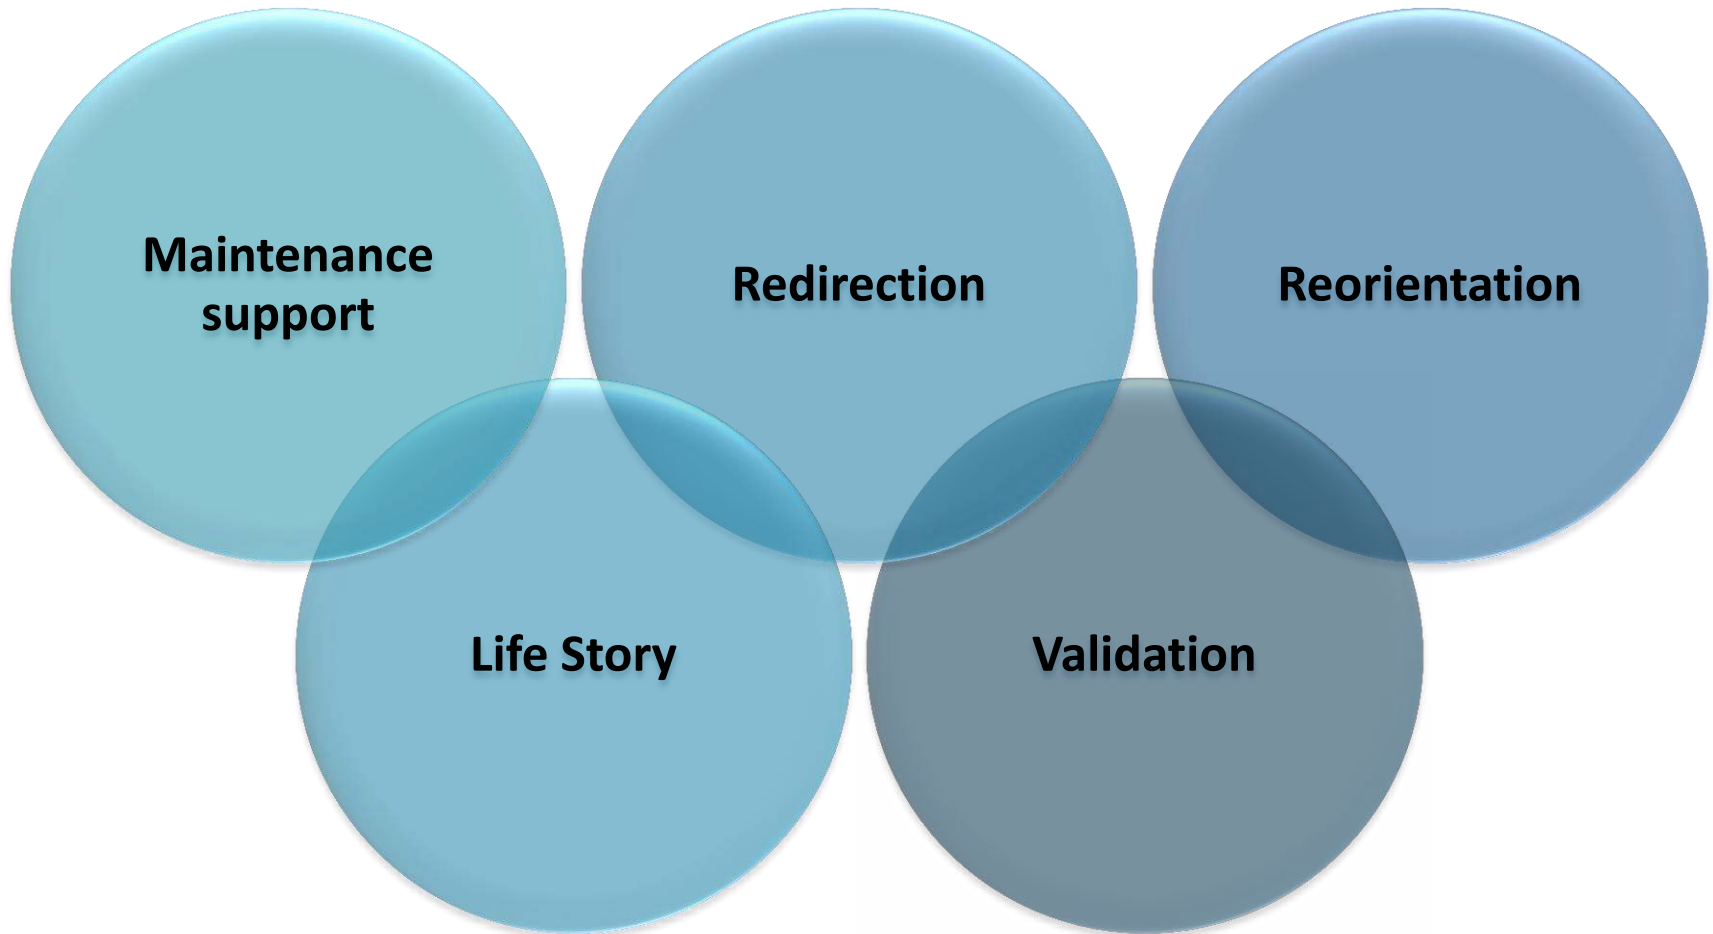 Maintenance
support
Redirection
Reorientation
Life Story
Validation